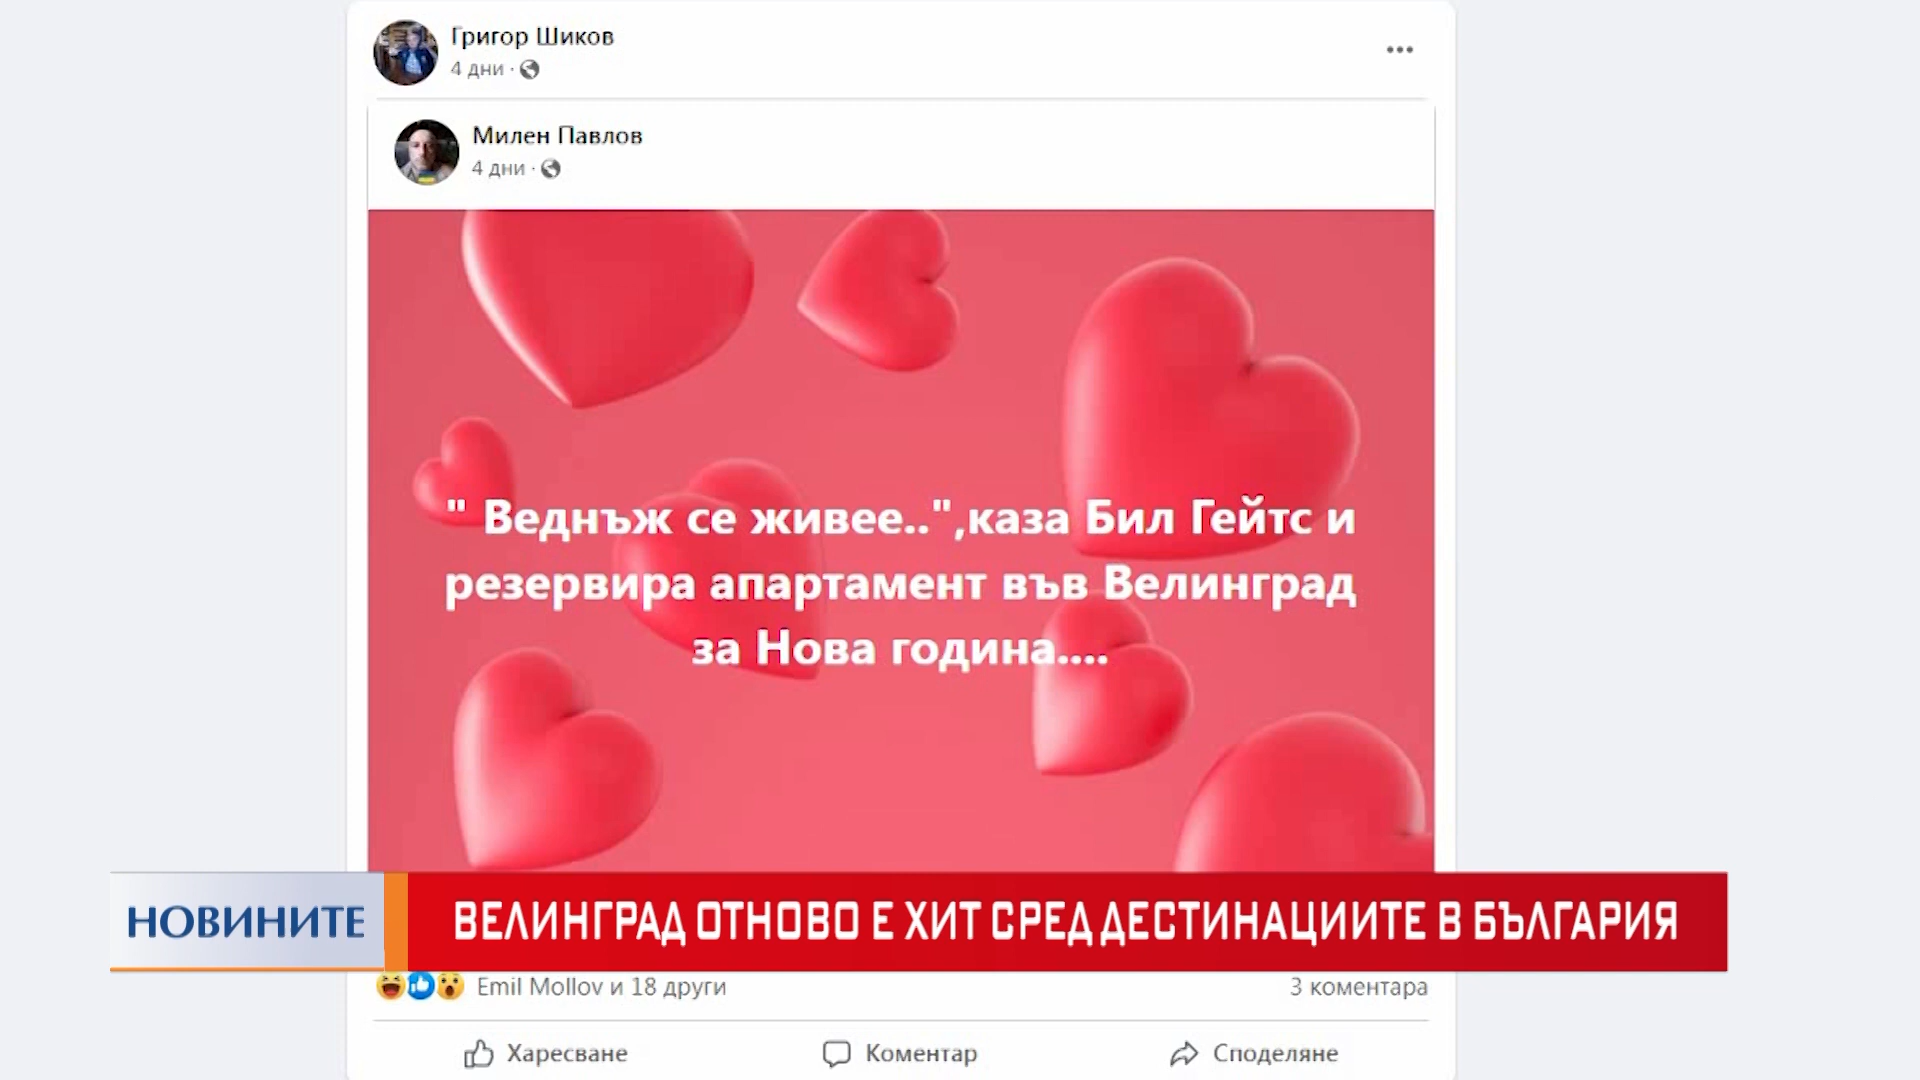 Григор Шиков
4 дни ·
Милен Павлов
4 дни ·
" Веднъж се живее..",каза Бил Гейтс и
резервира апартамент във Велинград
за Нова година....
НОВИНИТЕ
ВЕЛИНГРАД ОТНОВО Е ХИТ СРЕД ДЕСТИНАЦИИТЕ В БЪЛГАРИЯ
Emil Mollov и 18 други
3 коментара
Харесване
Коментар
Споделяне